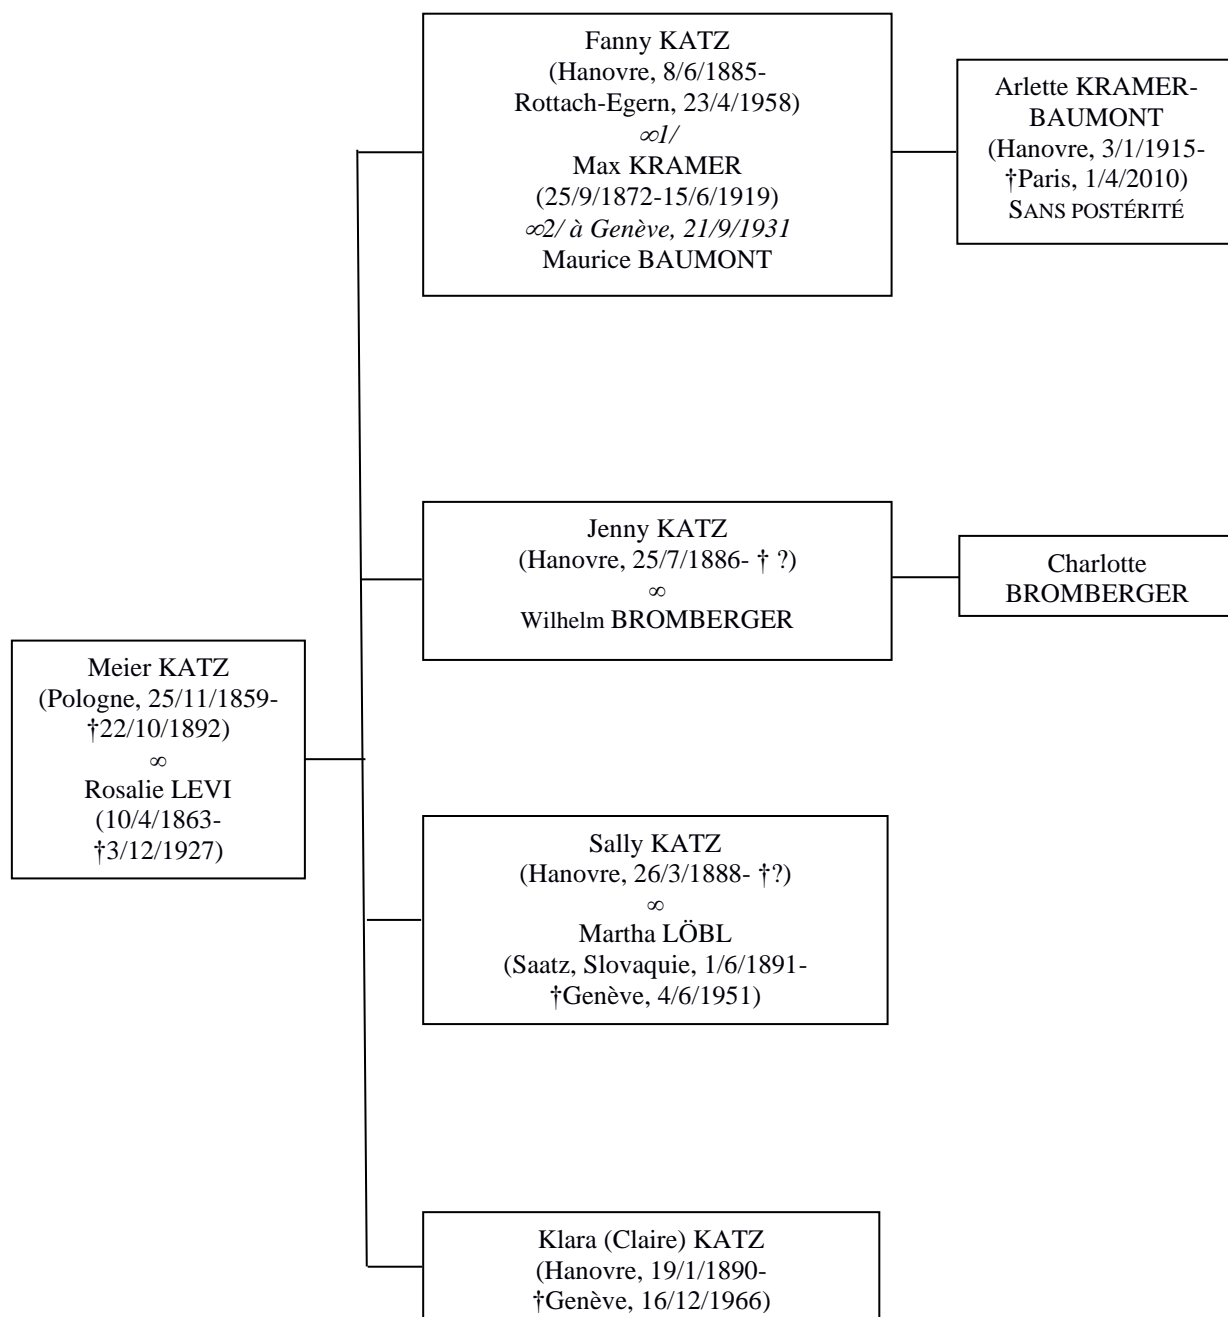 Fanny KATZ
(Hanovre, 8/6/1885-
Rottach-Egern, 23/4/1958)
∞1/
Max KRAMER
(25/9/1872-15/6/1919)
∞2/ à Genève, 21/9/1931
Maurice BAUMONT
Arlette KRAMER-
BAUMONT
(Hanovre, 3/1/1915-
†Paris, 1/4/2010)
SANS POSTÉRITÉ
Jenny KATZ
(Hanovre, 25/7/1886- † ?)
∞
Wilhelm BROMBERGER
Charlotte
BROMBERGER
Meier KATZ
(Pologne, 25/11/1859-
†22/10/1892)
∞
Rosalie LEVI
(10/4/1863-
†3/12/1927)
Sally KATZ
(Hanovre, 26/3/1888- †?)
∞
Martha LÖBL
(Saatz, Slovaquie, 1/6/1891-
†Genève, 4/6/1951)
Klara (Claire) KATZ
(Hanovre, 19/1/1890-
†Genève, 16/12/1966)